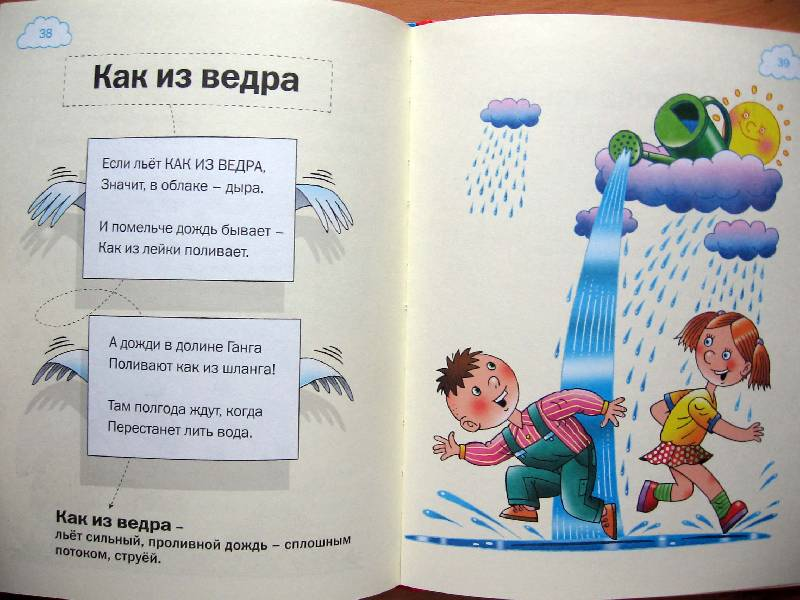 38
Как из ведра
Если льёт КАК ИЗ ВЕДРА,
Значит, в облаке – дыра.
И помельче дождь бывает –
Как из лейки поливает.
А дожди в долине Ганга
Поливают как из шланга!
Там полгода ждут, когда
Перестанет лить вода.
Как из ведра –
льёт сильный, проливной дождь – сплошным
потоком, струёй.
39